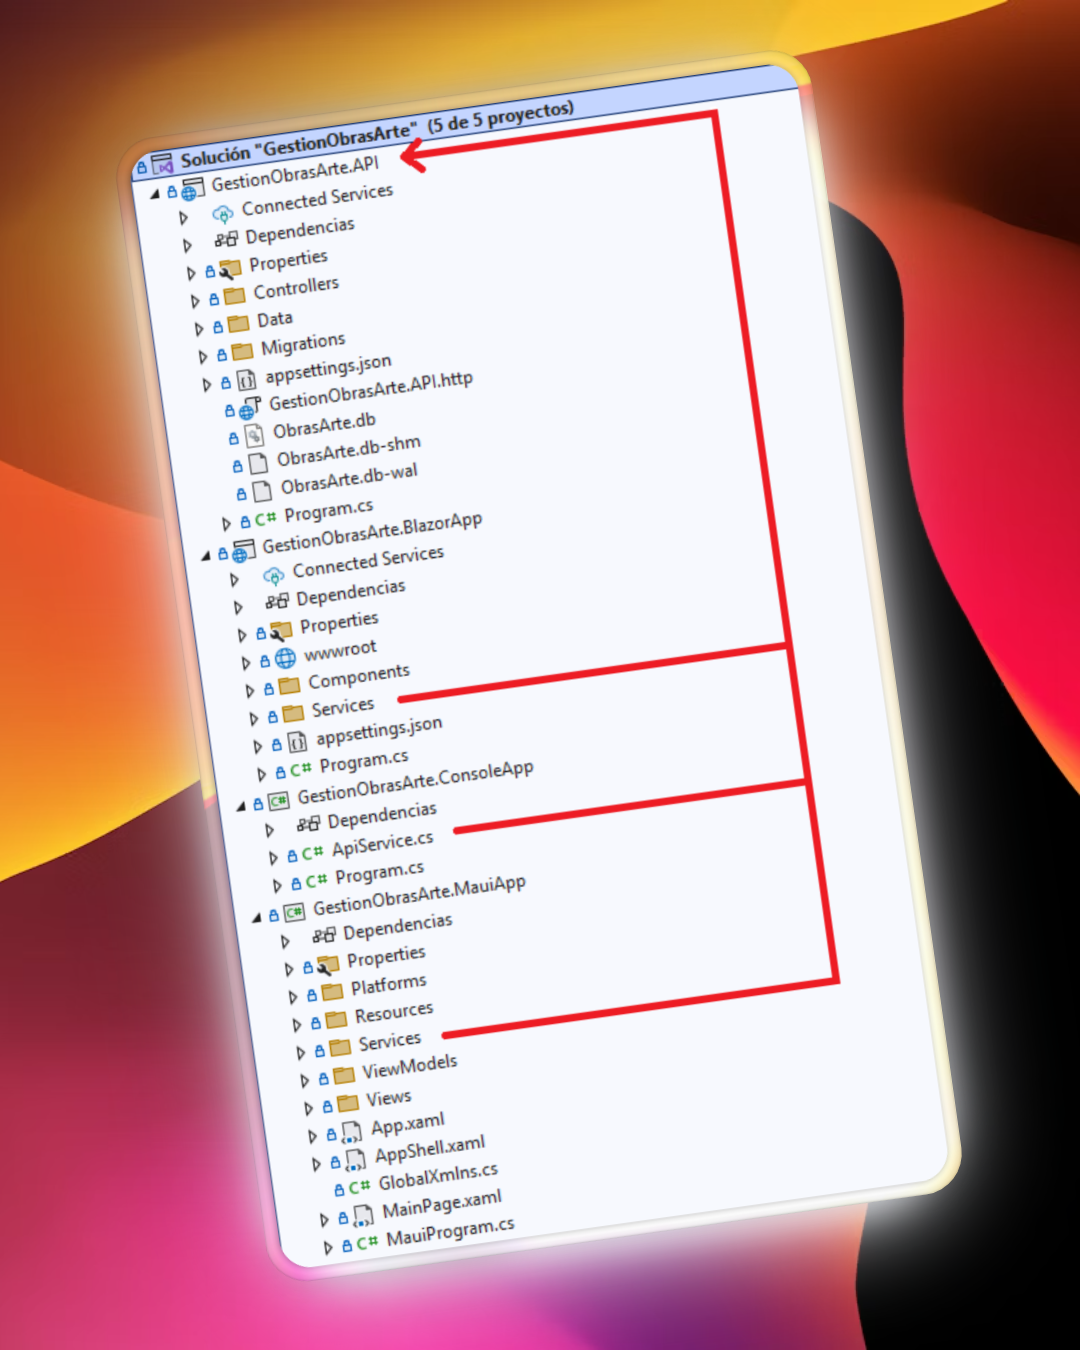 Solución "GestionObrasArte" (5 de 5 proyectos)
GestionObrasArte.API
Connected Services
Dependencias
Properties
Controllers
Data
Migrations
appsettings.json
GestionObrasArte.API.http
ObrasArte.db
ObrasArte.db-shm
ObrasArte.db-wal
C# Program.cs
GestionObrasArte.BlazorApp
Connected Services
Dependencias
Properties
wwwroot
Components
Services
appsettings.json
C# Program.cs
C# GestionObrasArte.ConsoleApp
Dependencias
C# ApiService.cs
C# Program.cs
C# GestionObrasArte.MauiApp
Dependencias
Properties
Platforms
Resources
Services
ViewModels
Views
App.xaml
AppShell.xaml
C# GlobalXmlns.cs
MainPage.xaml
C# MauiProgram.cs